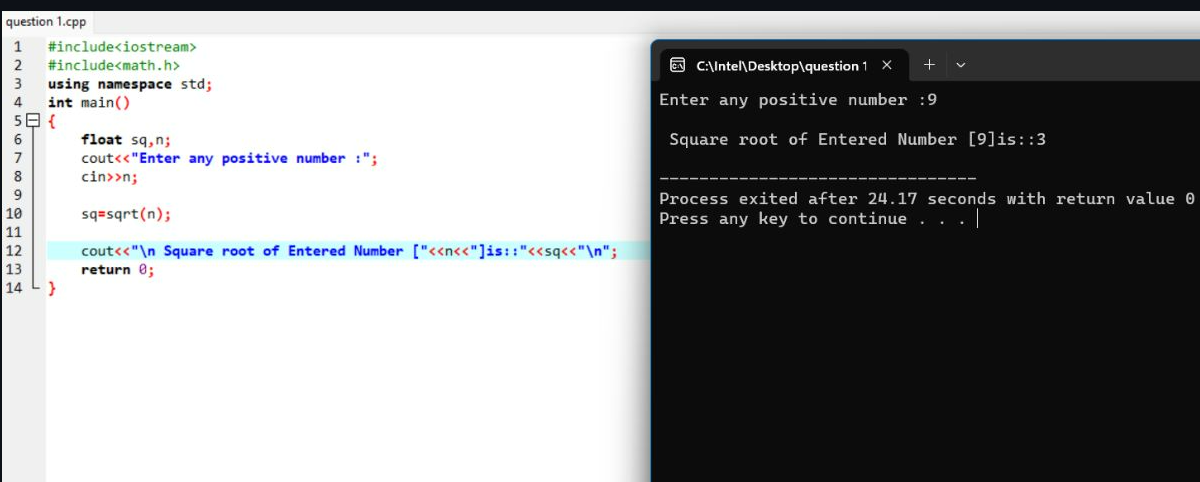 question 1.cpp
1 #include<iostream>
2 #include<math.h>
3 using namespace std;
4 int main()
5 {
6 float sq,n;
7 cout<<"Enter any positive number :";
8 cin>>n;
9
10 sq=sqrt(n);
11
12 cout<<"\n Square root of Entered Number ["<<n<<"]is::"<<sq<<"\n";
13 return 0;
14 }
C:\Intel\Desktop\question 1
Enter any positive number :9
Square root of Entered Number [9]is::3
--------------------------------
Process exited after 24.17 seconds with return value 0
Press any key to continue . . .